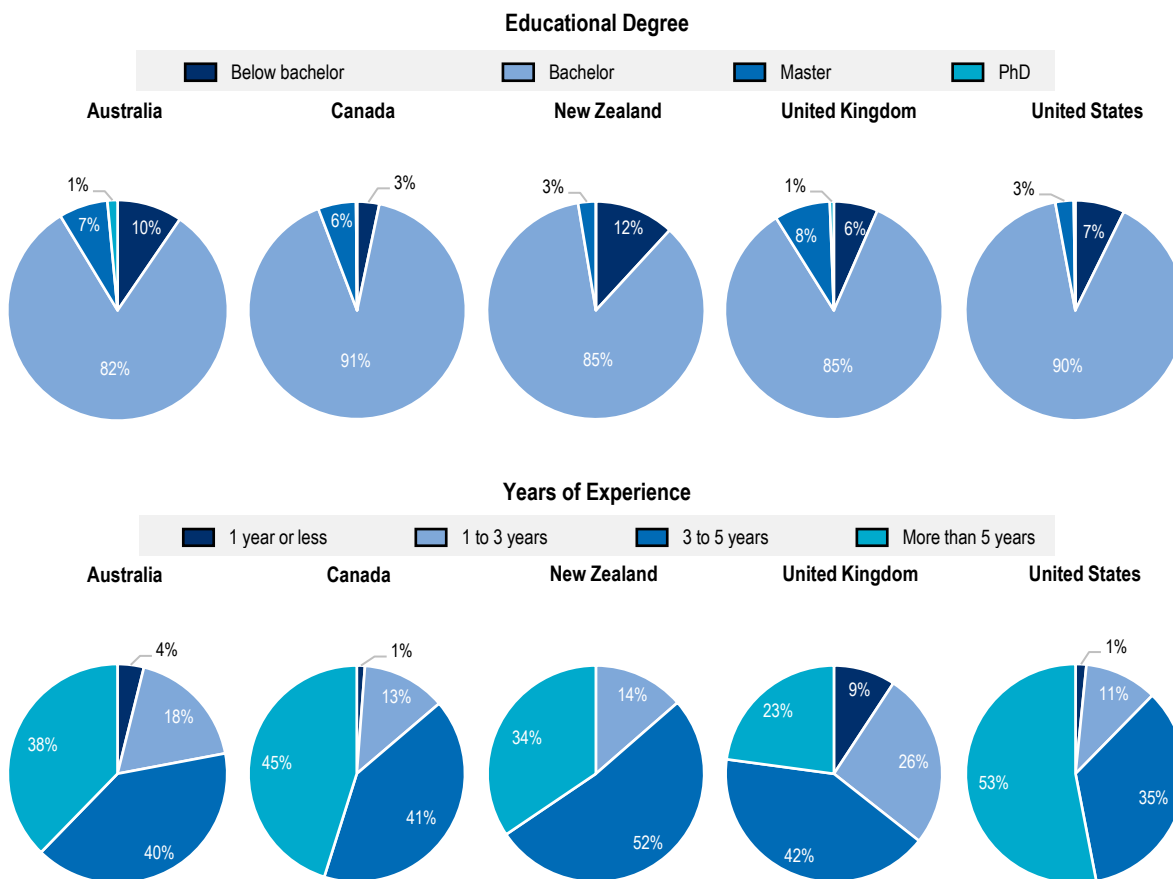 Educational Degree
Below bachelor Bachelor Master PhD
Australia Canada New Zealand United Kingdom United States
1% 3% 3% 1% 3%
7% 10% 6% 12% 8% 6% 7%
82% 91% 85% 85% 90%
Years of Experience
1 year or less 1 to 3 years 3 to 5 years More than 5 years
Australia Canada New Zealand United Kingdom United States
4% 1% 1%
18% 13% 14% 9% 11%
38% 45% 34% 23% 26% 53% 35%
40% 41% 52% 42%